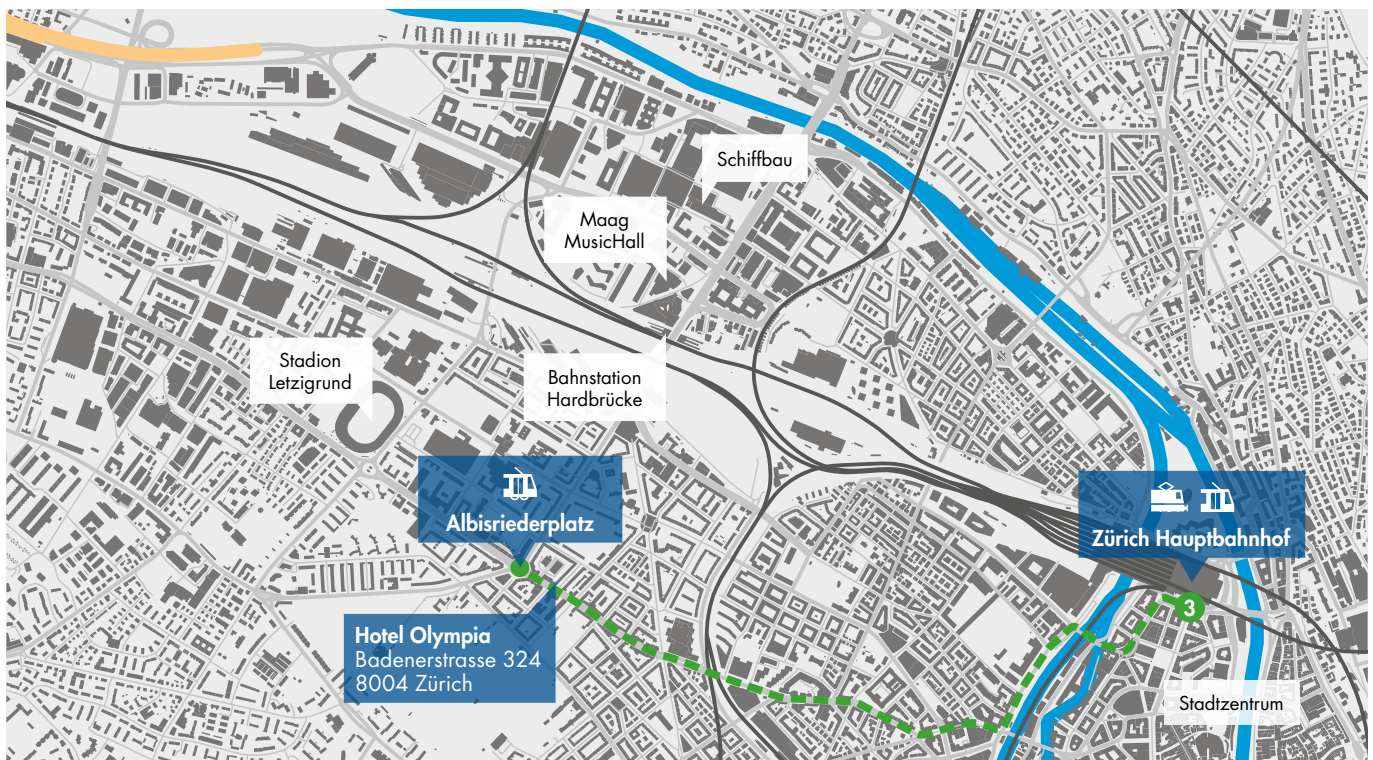 Schiffbau
Maag
MusicHall
Stadion
Letzigrund
Bahnstation
Hardbrücke
Albisriederplatz
Zürich Hauptbahnhof
3
Hotel Olympia
Badenerstrasse 324
8004 Zürich
Stadtzentrum